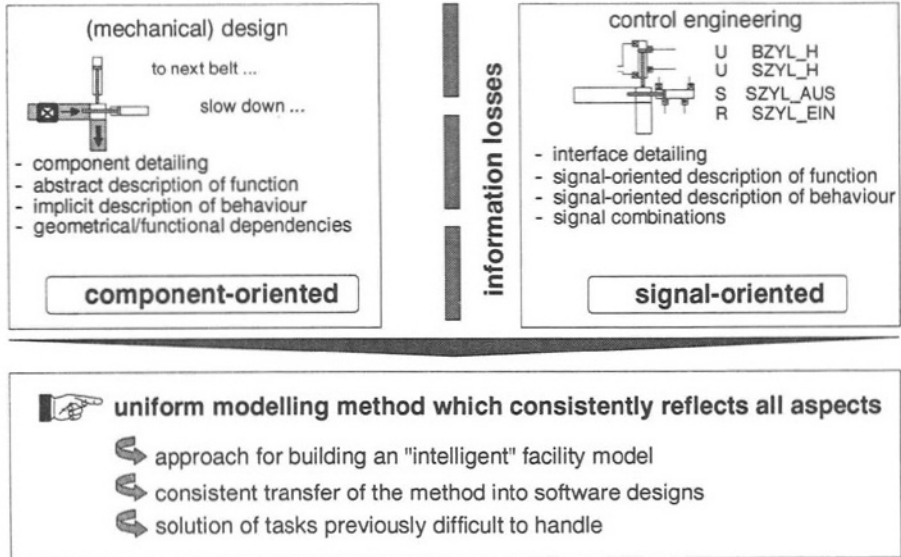 (mechanical) design
to next belt ...
slow down ...
- component detailing
- abstract description of function
- implicit description of behaviour
- geometrical/functional dependencies
component-oriented
information losses
control engineering
U BZYL_H
U SZYL_H
S SZYL_AUS
R SZYL_EIN
- interface detailing
- signal-oriented description of function
- signal-oriented description of behaviour
- signal combinations
signal-oriented
uniform modelling method which consistently reflects all aspects
approach for building an "intelligent" facility model
consistent transfer of the method into software designs
solution of tasks previously difficult to handle